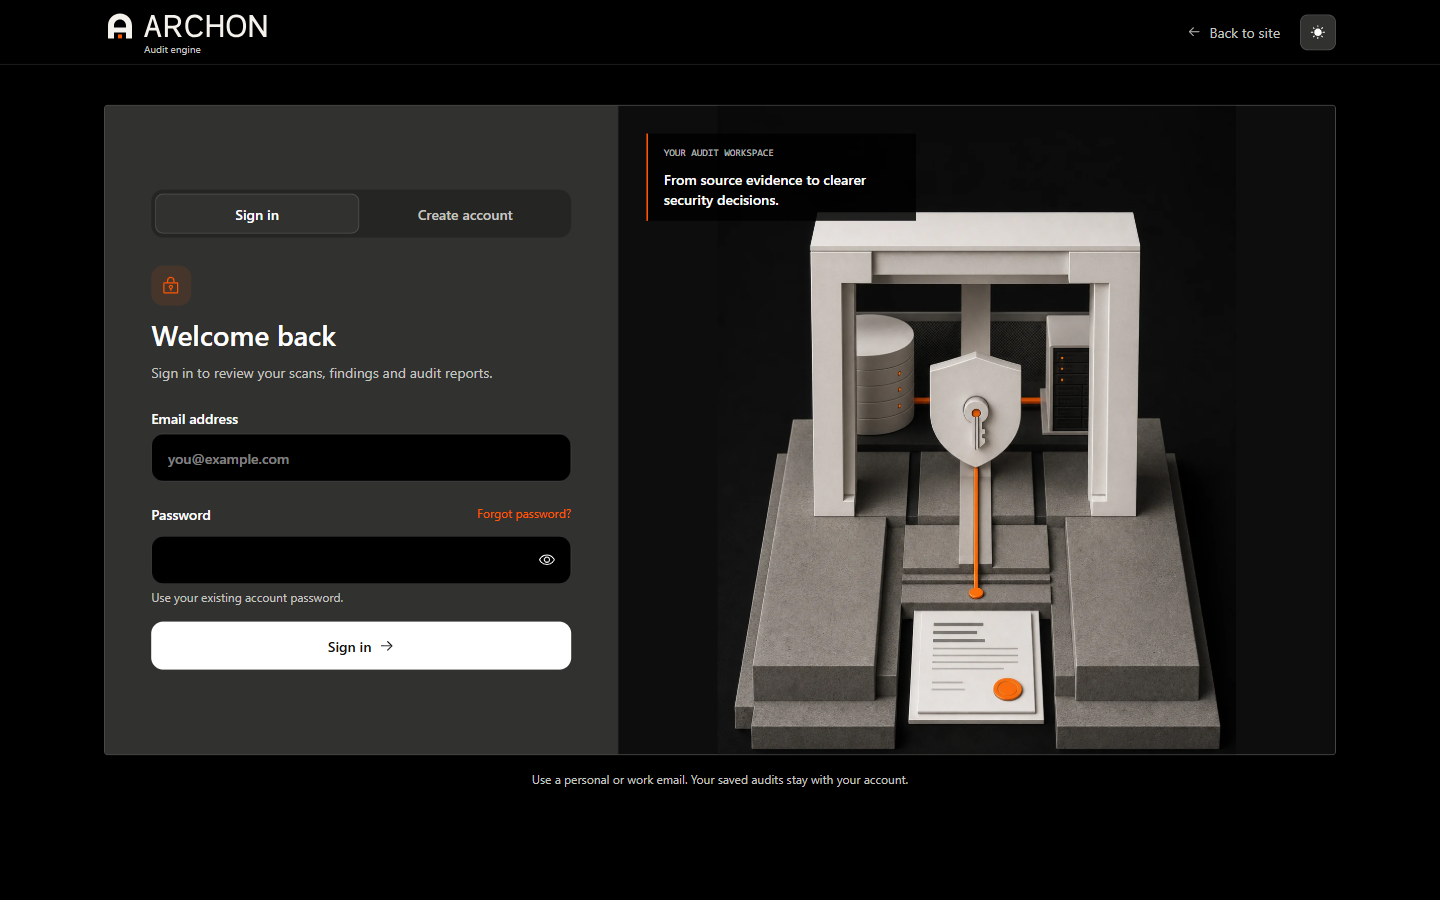 ARCHON
Audit engine
Back to site
Sign in
Create account
YOUR AUDIT WORKSPACE
From source evidence to clearer
security decisions.
Welcome back
Sign in to review your scans, findings and audit reports.
Email address
you@example.com
Password
Forgot password?
Use your existing account password.
Sign in
Use a personal or work email. Your saved audits stay with your account.